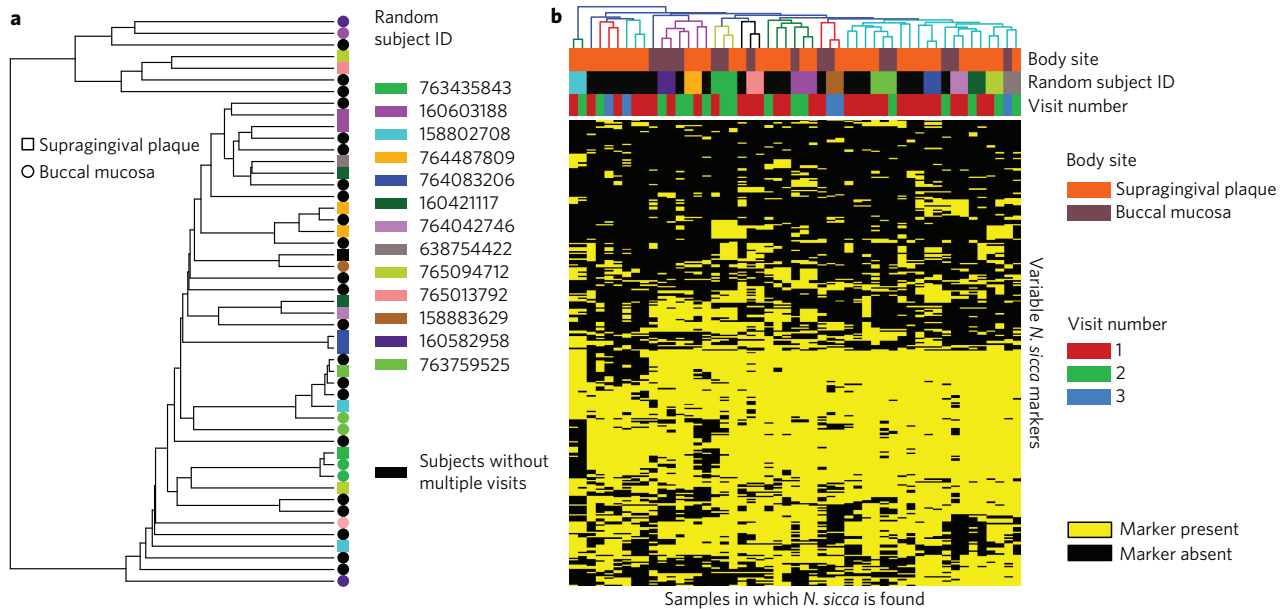 a
Random
subject ID
763435843
160603188
158802708
764487809
764083206
160421117
764042746
638754422
765094712
765013792
158883629
160582958
763759525
Subjects without
multiple visits
Supragingival plaque
Buccal mucosa
b
Body site
Random subject ID
Visit number
Body site
Supragingival plaque
Buccal mucosa
Variable N. sicca markers
Visit number
1
2
3
Marker present
Marker absent
Samples in which N. sicca is found